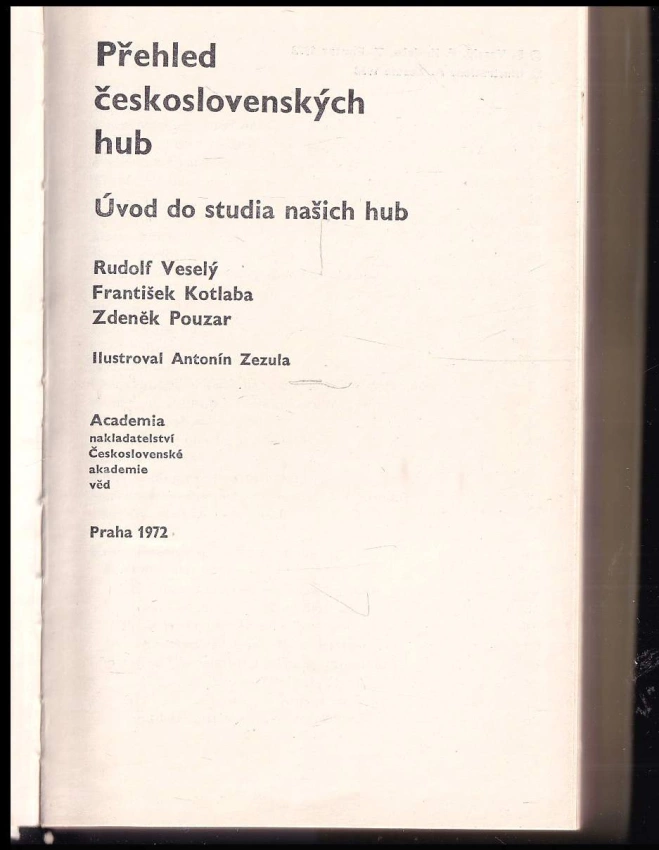 Přehled
československých
hub
Úvod do studia našich hub
Rudolf Veselý
František Kotlaba
Zdeněk Pouzar
Ilustroval Antonín Zezula
Academia
nakladatelství
Československé
akademie
věd
Praha 1972